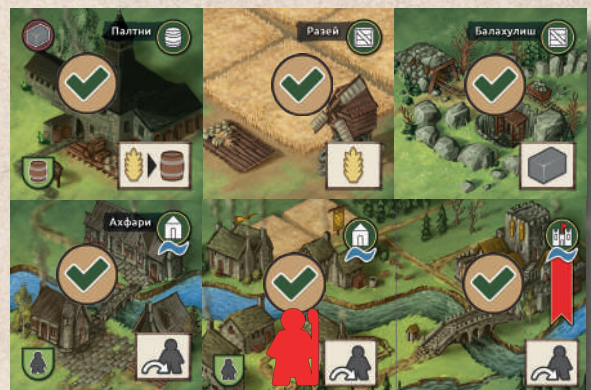 Палтни
Разей
Балахулиш
Ахфари